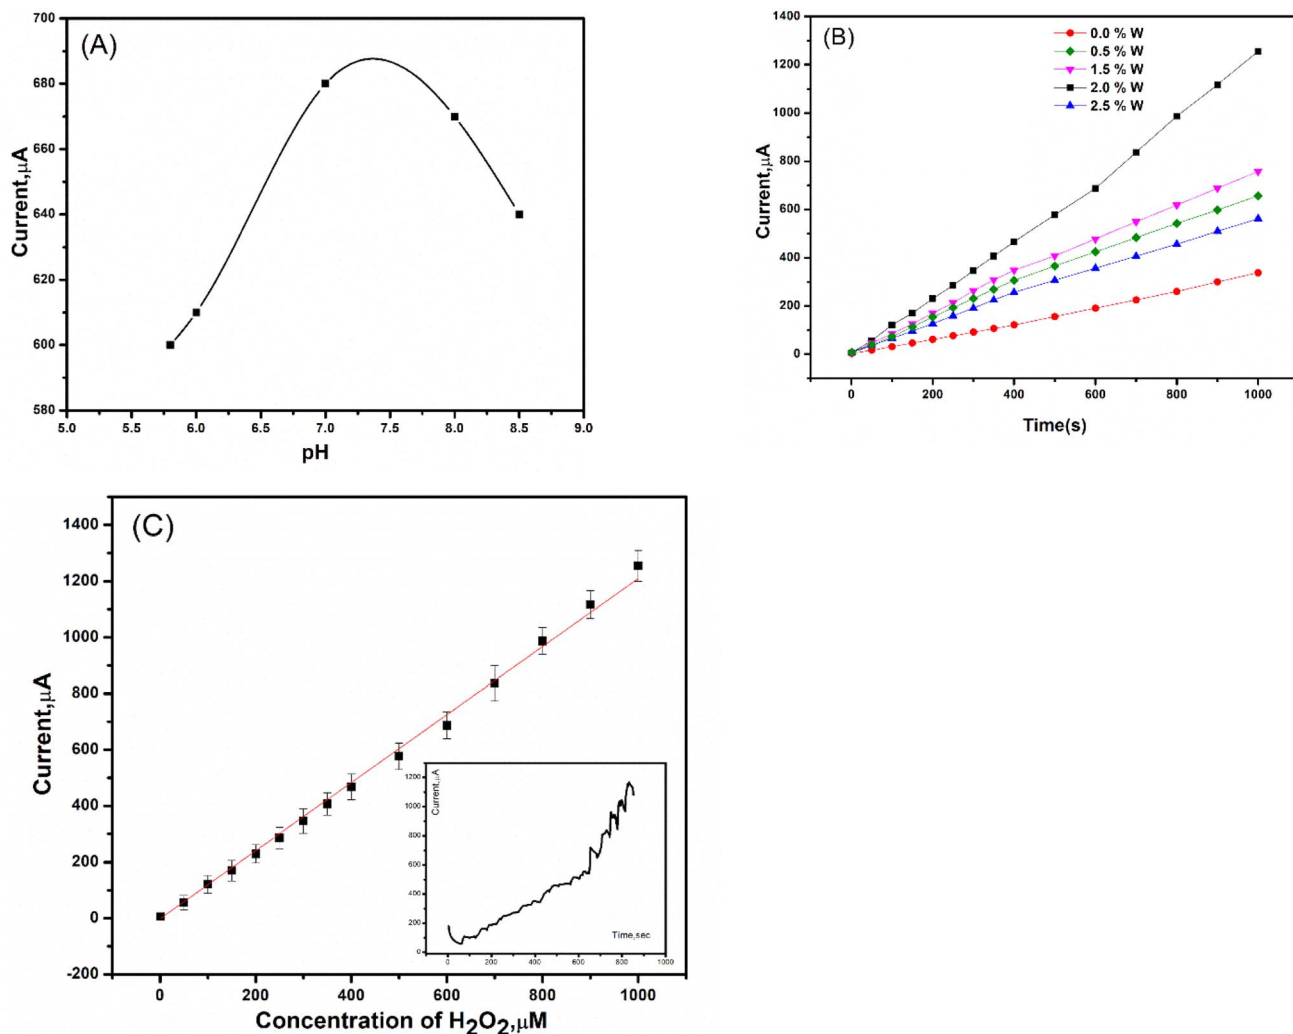 (A)
700
680
660
640
620
600
580
Current,μA
5.0 5.5 6.0 6.5 7.0 7.5 8.0 8.5 9.0
pH
(B)
0.0 % W
0.5 % W
1.5 % W
2.0 % W
2.5 % W
1400
1200
1000
800
600
400
200
0
Current,μA
0 200 400 600 800 1000
Time(s)
(C)
1400
1200
1000
800
600
400
200
0
-200
Current,μA
0 200 400 600 800 1000
Concentration of H₂O₂,μM
1200
1000
800
600
400
200
0
Current,μA
Time,sec
0 200 400 600 800 1000